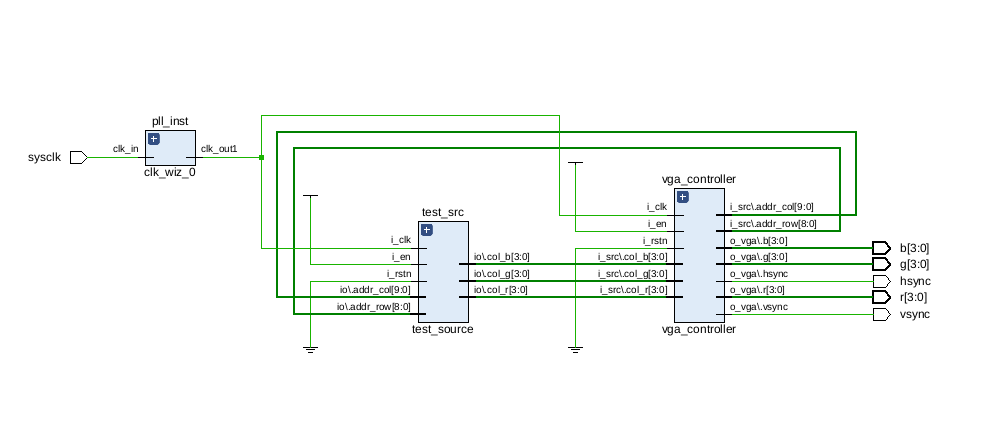 pll_inst
sysclk
clk_in
clk_out1
clk_wiz_0
test_src
i_clk
i_en
i_rstn
io\.addr_col[9:0]
io\.addr_row[8:0]
io\.col_b[3:0]
io\.col_g[3:0]
io\.col_r[3:0]
test_source
vga_controller
i_clk
i_en
i_rstn
i_src\.col_b[3:0]
i_src\.col_g[3:0]
i_src\.col_r[3:0]
i_src\.addr_col[9:0]
i_src\.addr_row[8:0]
o_vga\.b[3:0]
o_vga\.g[3:0]
o_vga\.hsync
o_vga\.r[3:0]
o_vga\.vsync
vga_controller
b[3:0]
g[3:0]
hsync
r[3:0]
vsync